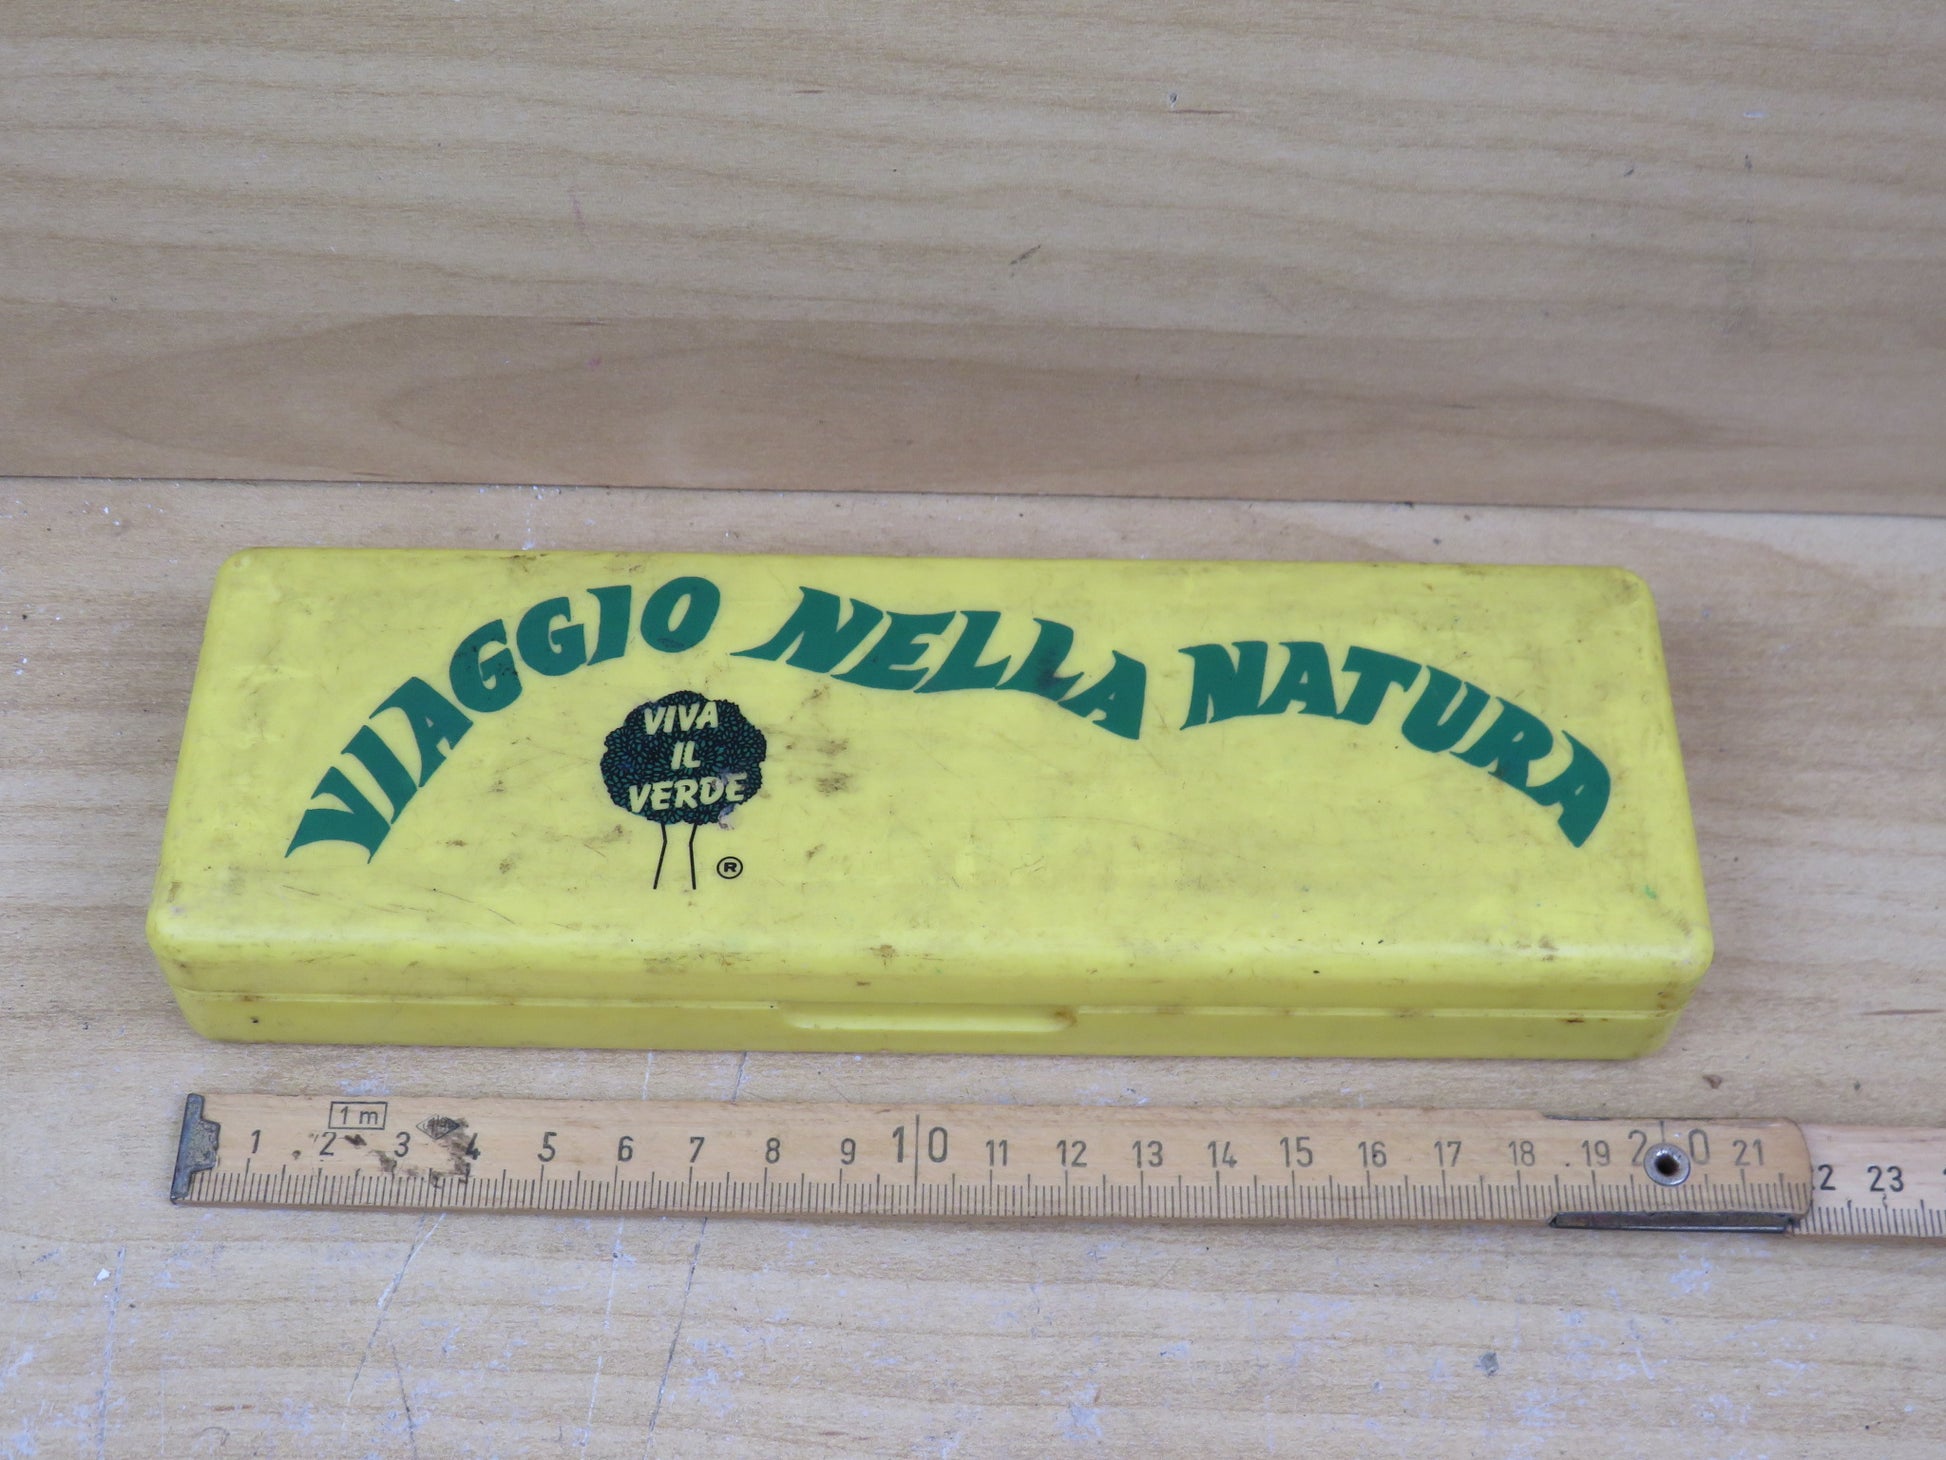 VIAGGIO NELLA NATURA
VIVA
IL
VERDE
®
1 m
1 2 3 4 5 6 7 8 9 10 11 12 13 14 15 16 17 18 19 20 21 22 23